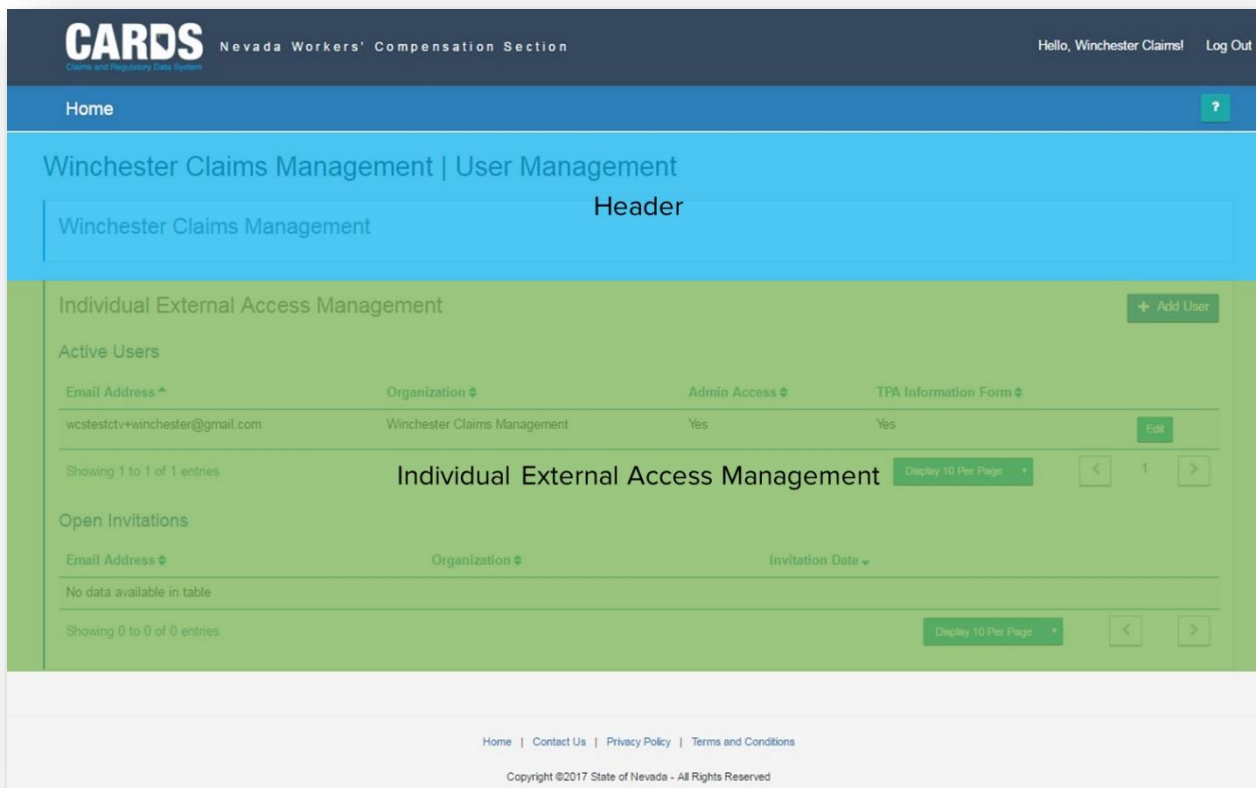 CARDS Nevada Workers' Compensation Section Hello, Winchester Claims! Log Out
Claims and Regulatory Data System
Home ?
Winchester Claims Management | User Management
Header
Winchester Claims Management
Individual External Access Management + Add User
Active Users
Email Address Organization Admin Access TPA Information Form
wcstestctv+winchester@gmail.com Winchester Claims Management Yes Yes Edit
Showing 1 to 1 of 1 entries Display 10 Per Page < 1 >
Individual External Access Management
Open Invitations
Email Address Organization Invitation Date
No data available in table
Showing 0 to 0 of 0 entries Display 10 Per Page < >
Home | Contact Us | Privacy Policy | Terms and Conditions
Copyright ©2017 State of Nevada - All Rights Reserved